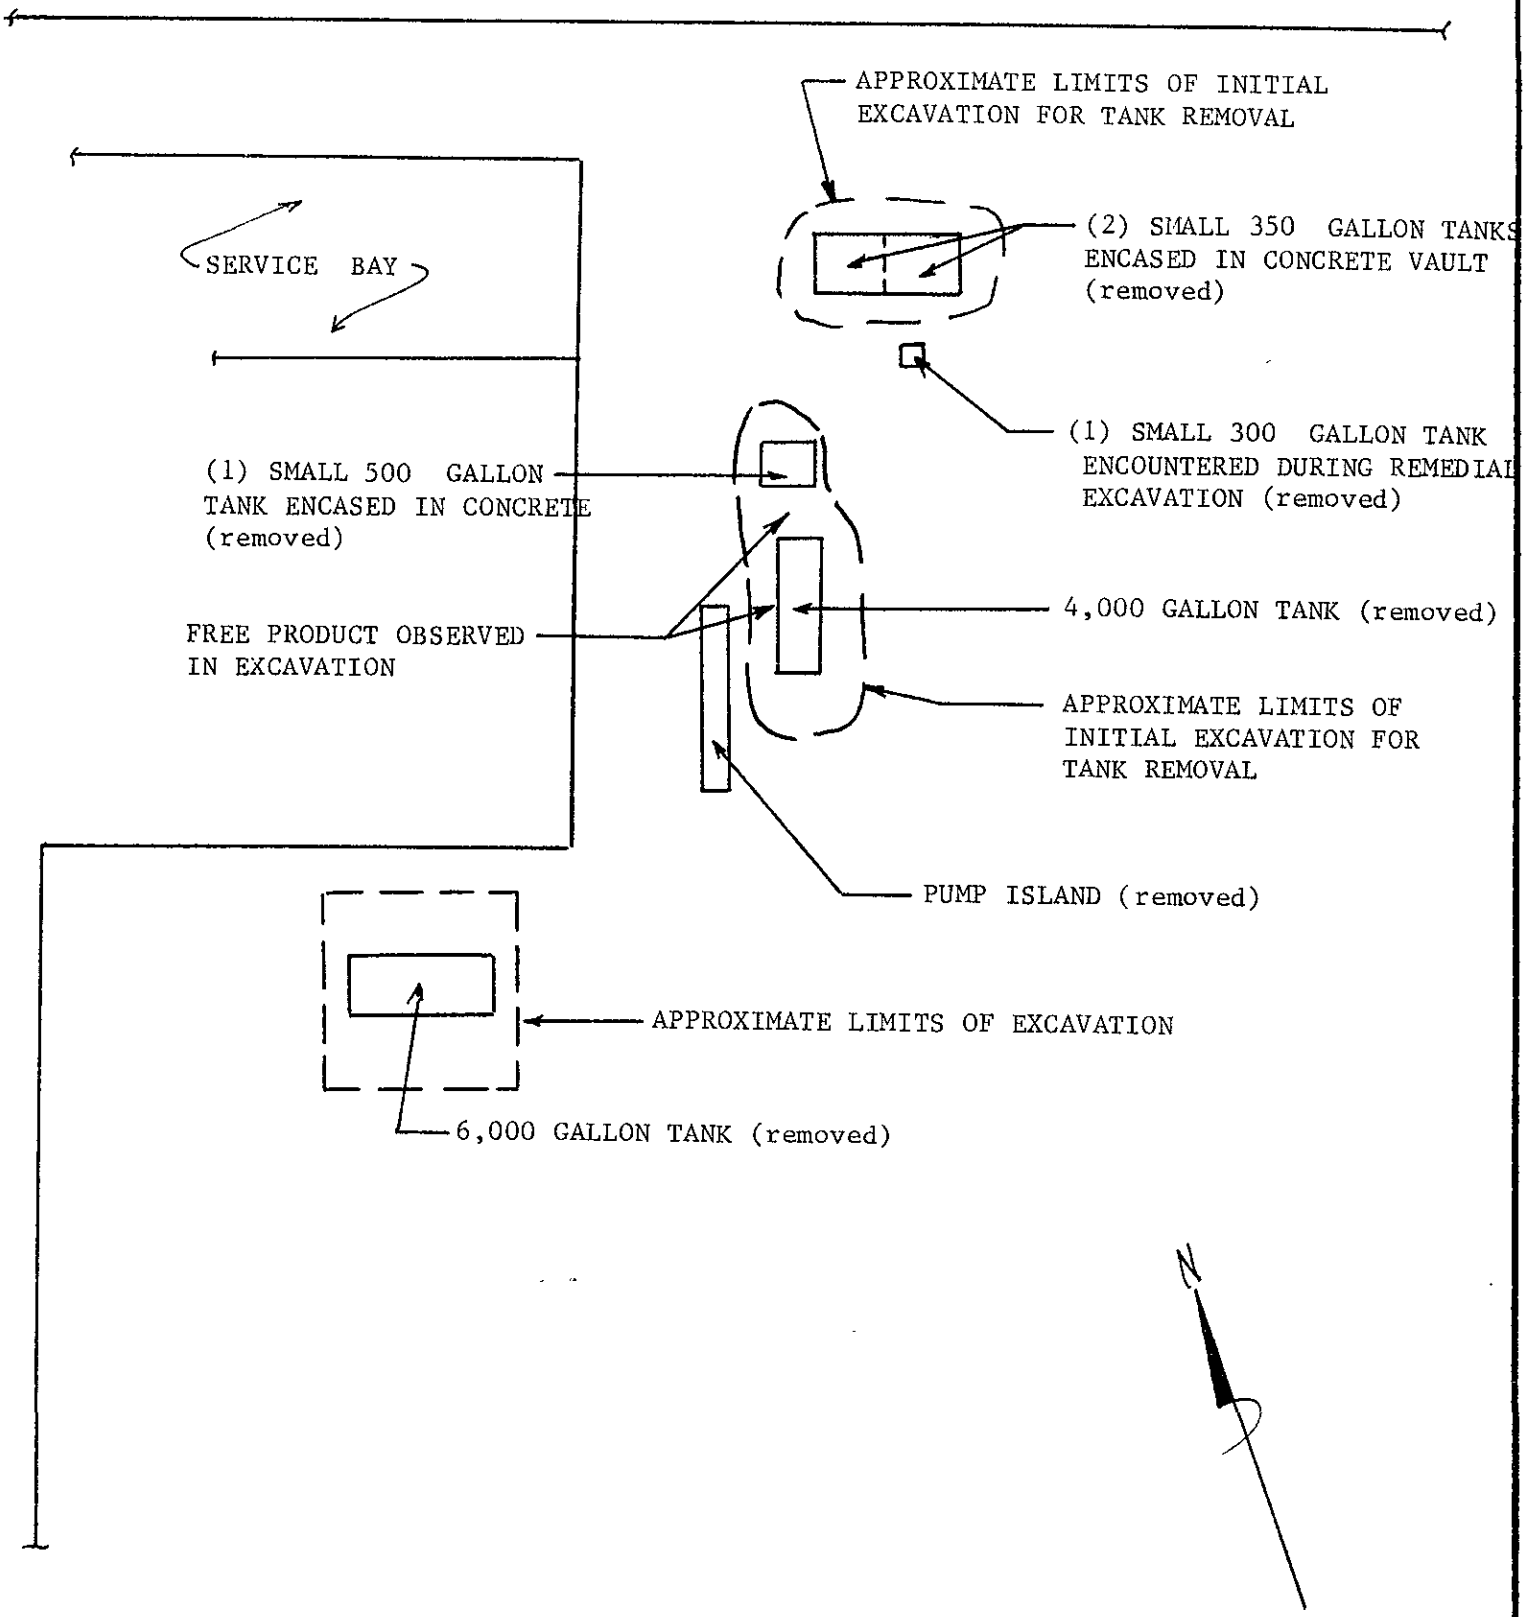 APPROXIMATE LIMITS OF INITIAL
EXCAVATION FOR TANK REMOVAL
(2) SMALL 350 GALLON TANKS
ENCASED IN CONCRETE VAULT
(removed)
SERVICE BAY
(1) SMALL 300 GALLON TANK
ENCOUNTERED DURING REMEDIAL
EXCAVATION (removed)
(1) SMALL 500 GALLON
TANK ENCASED IN CONCRETE
(removed)
4,000 GALLON TANK (removed)
FREE PRODUCT OBSERVED
IN EXCAVATION
APPROXIMATE LIMITS OF
INITIAL EXCAVATION FOR
TANK REMOVAL
PUMP ISLAND (removed)
APPROXIMATE LIMITS OF EXCAVATION
6,000 GALLON TANK (removed)
N